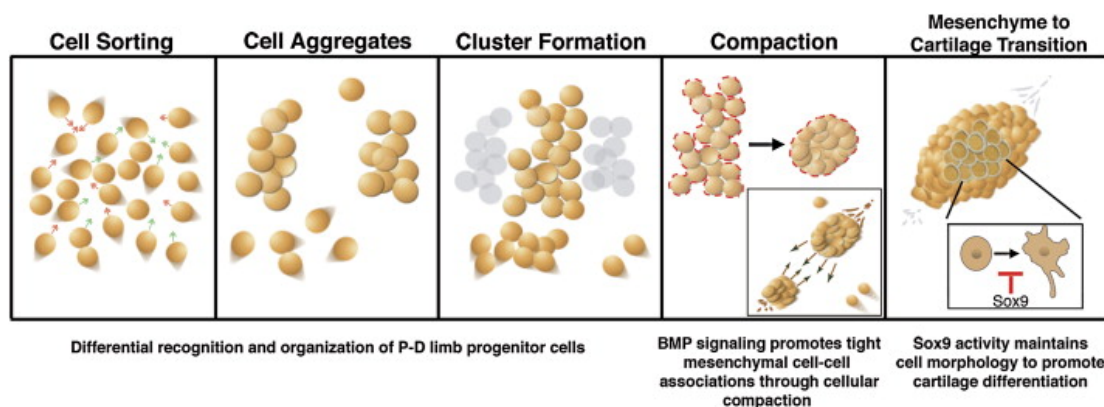 Cell Sorting
Cell Aggregates
Cluster Formation
Compaction
Mesenchyme to
Cartilage Transition
Sox9
Differential recognition and organization of P-D limb progenitor cells
BMP signaling promotes tight
mesenchymal cell-cell
associations through cellular
compaction
Sox9 activity maintains
cell morphology to promote
cartilage differentiation